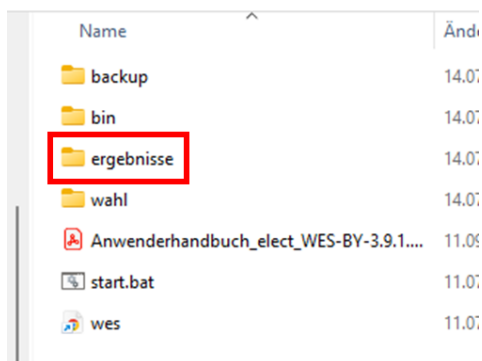 Name Ände
backup 14.07
bin 14.07
ergebnisse 14.07
wahl 14.07
Anwenderhandbuch_elect_WES-BY-3.9.1.... 11.09
start.bat 11.07
wes 11.07